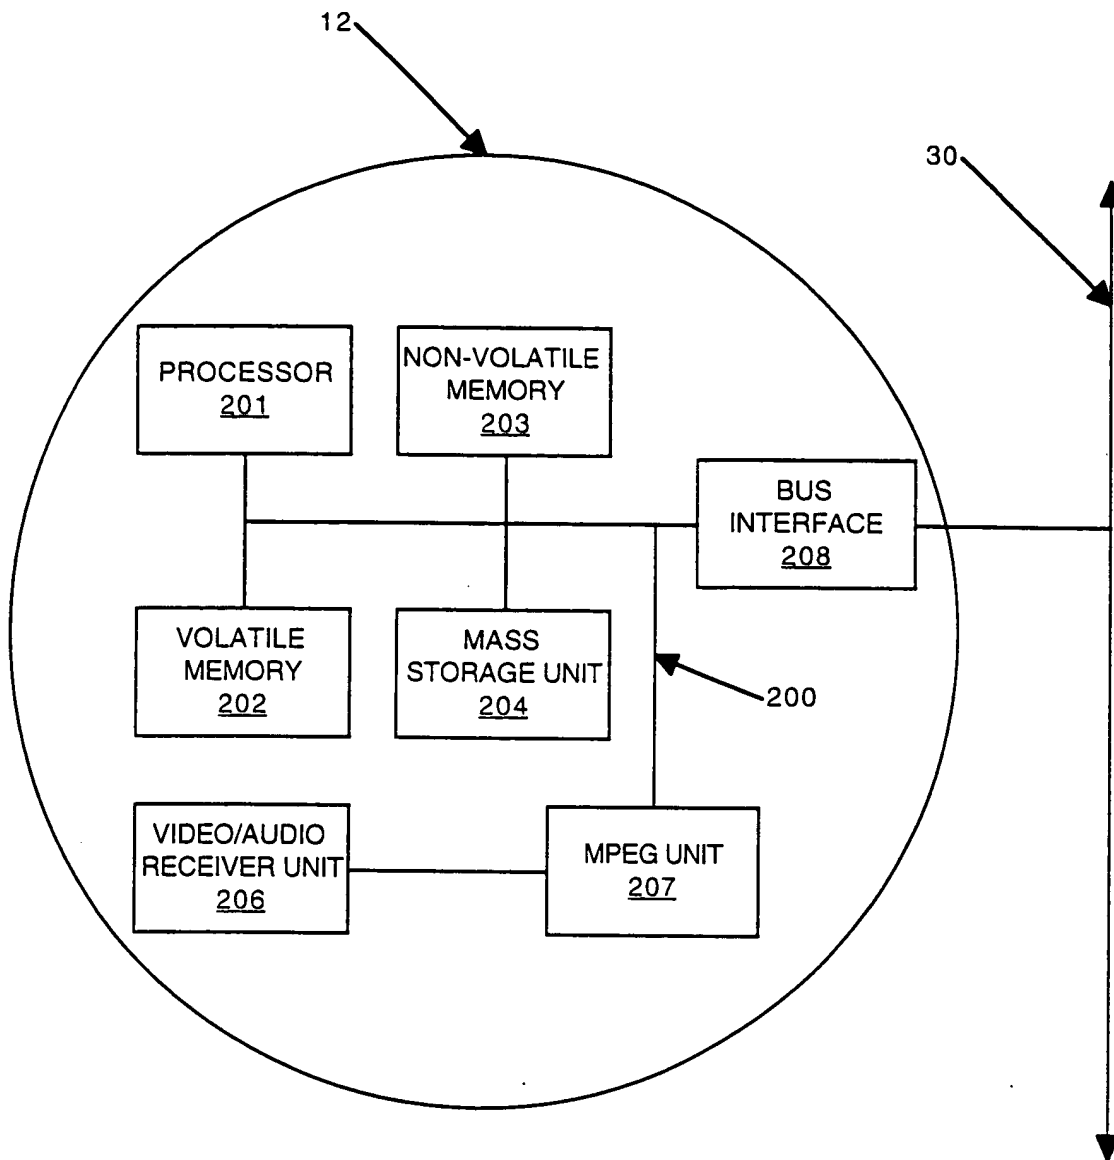 12
30
PROCESSOR
201
NON-VOLATILE
MEMORY
203
BUS
INTERFACE
208
VOLATILE
MEMORY
202
MASS
STORAGE UNIT
204
200
VIDEO/AUDIO
RECEIVER UNIT
206
MPEG UNIT
207